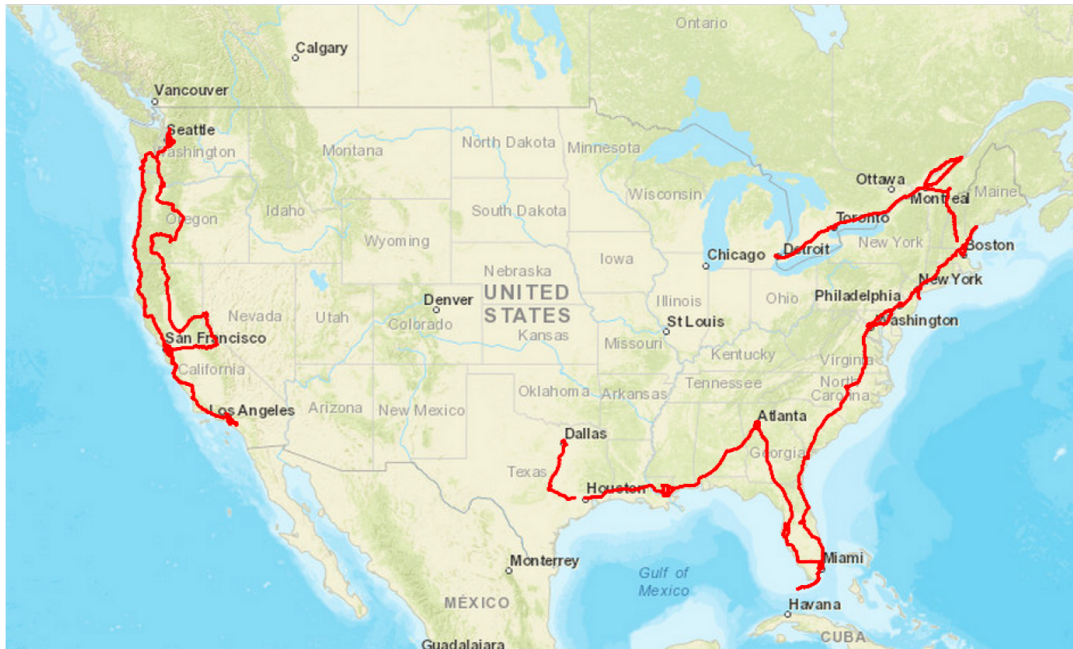 Ontario
Calgary
Vancouver
Seattle
Washington
Montana
North Dakota
Minnesota
Ottawa
Montreal
Maine
Oregon
Idaho
Wisconsin
South Dakota
Toronto
Wyoming
Detroit
New York
Boston
Chicago
Iowa
Nebraska
New York
UNITED
STATES
Denver
Illinois
Ohio
Philadelphia
Nevada
Utah
Colorado
Kansas
St Louis
Washington
San Francisco
Missouri
Kentucky
Virginia
California
Oklahoma
Arkansas
Tennessee
North
Carolina
Los Angeles
Arizona
New Mexico
Atlanta
Dallas
Georgia
Texas
Houston
Monterrey
Miami
Gulf of
Mexico
MÉXICO
Havana
CUBA
Guadalajara